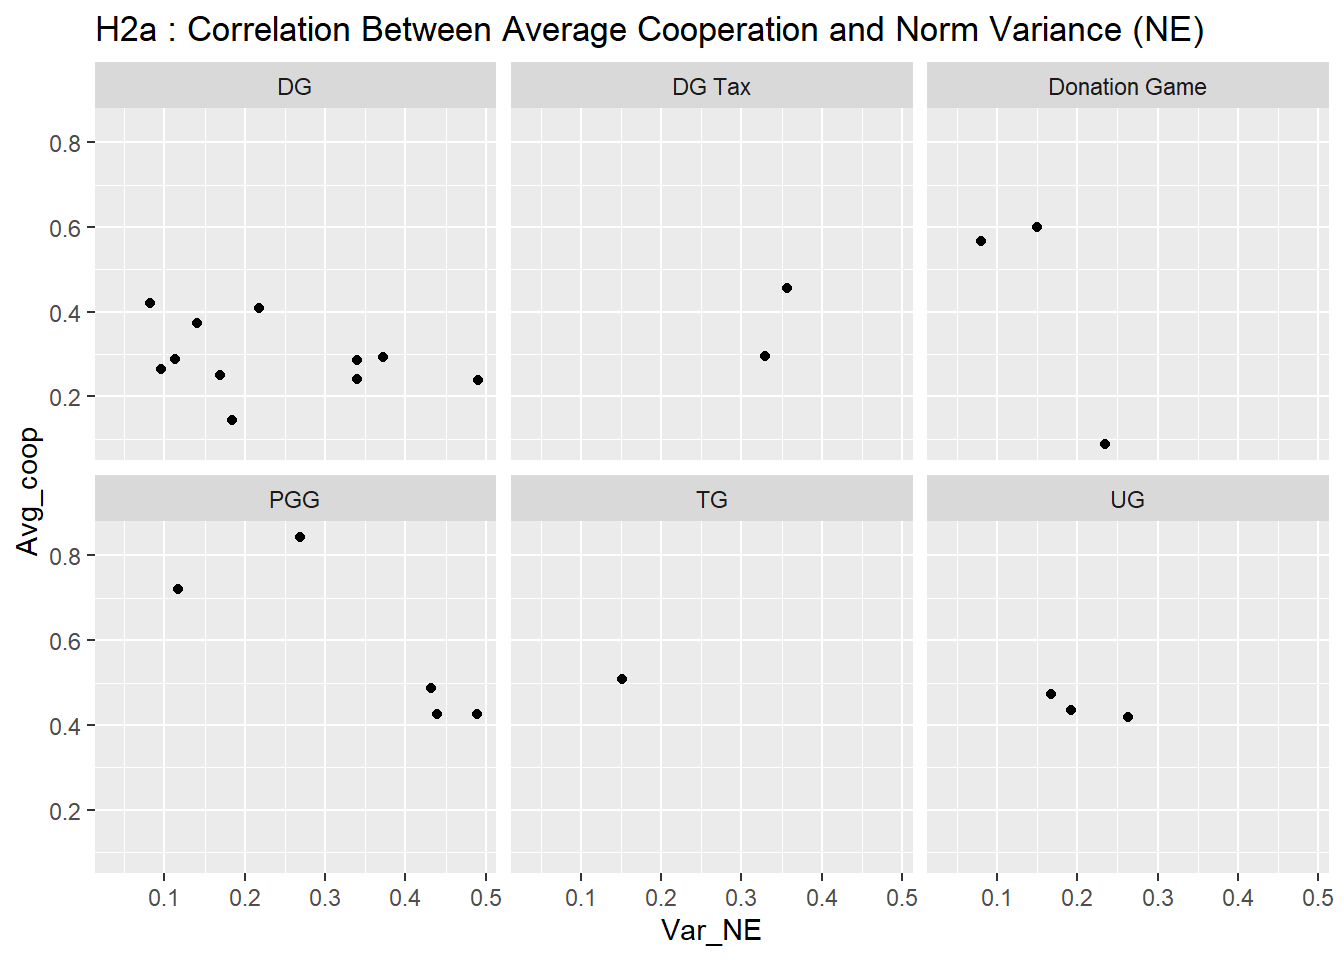 H2a : Correlation Between Average Cooperation and Norm Variance (NE)
DG
DG Tax
Donation Game
0.8
0.6
0.4
0.2
PGG
TG
UG
0.8
0.6
0.4
0.2
Avg_coop
0.1 0.2 0.3 0.4 0.5
0.1 0.2 0.3 0.4 0.5
0.1 0.2 0.3 0.4 0.5
Var_NE